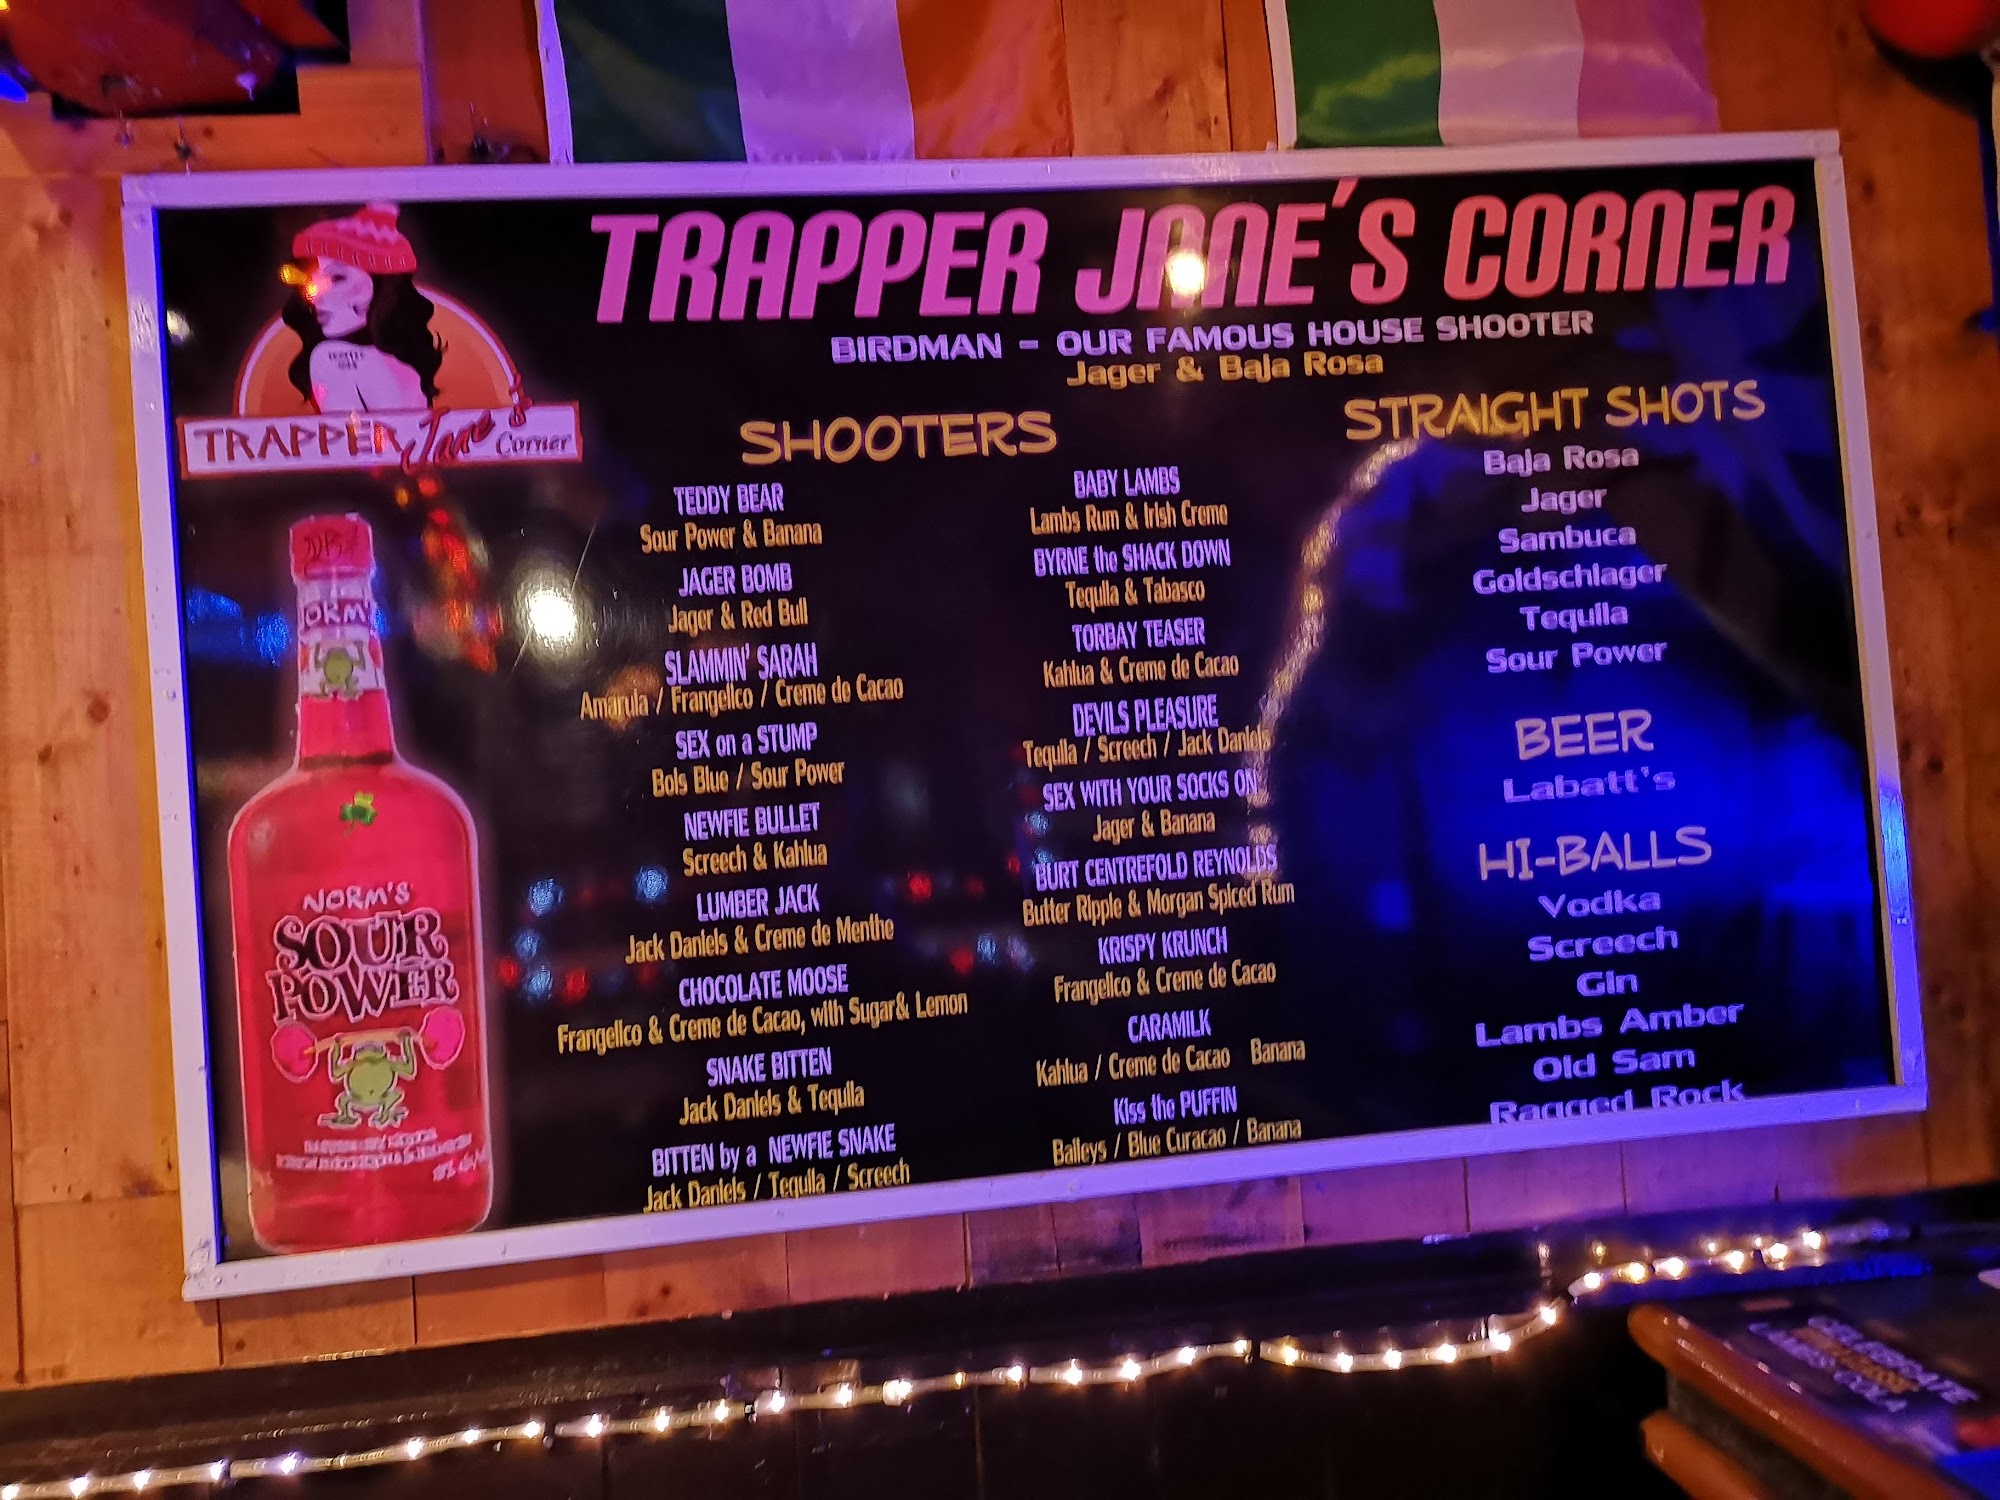 TRAPPER JANE'S CORNER
BIRDMAN - OUR FAMOUS HOUSE SHOOTER
Jager & Baja Rosa
TRAPPER Jane's Corner
NORM'S
SOUR
POWER
SHOOTERS
TEDDY BEAR
Sour Power & Banana
JAGER BOMB
Jager & Red Bull
SLAMMIN' SARAH
Amarula / Frangelico / Creme de Cacao
SEX on a STUMP
Bols Blue / Sour Power
NEWFIE BULLET
Screech & Kahlua
LUMBER JACK
Jack Daniels & Creme de Menthe
CHOCOLATE MOOSE
Frangelico & Creme de Cacao, with Sugar& Lemon
SNAKE BITTEN
Jack Daniels & Tequila
BITTEN by a NEWFIE SNAKE
Jack Daniels / Tequila / Screech
BABY LAMBS
Lambs Rum & Irish Creme
BYRNE the SHACK DOWN
Tequila & Tabasco
TORBAY TEASER
Kahlua & Creme de Cacao
DEVILS PLEASURE
Tequila / Screech / Jack Daniels
SEX WITH YOUR SOCKS ON
Jager & Banana
BURT CENTREFOLD REYNOLDS
Butter Ripple & Morgan Spiced Rum
KRISPY KRUNCH
Frangelico & Creme de Cacao
CARAMILK
Kahlua / Creme de Cacao Banana
Kiss the PUFFIN
Baileys / Blue Curacao / Banana
STRAIGHT SHOTS
Baja Rosa
Jager
Sambuca
Goldschlager
Tequila
Sour Power
BEER
Labatt's
HI-BALLS
Vodka
Screech
Gin
Lambs Amber
Old Sam
Ragged Rock
CELEBRATE
LAMB'S + COLA